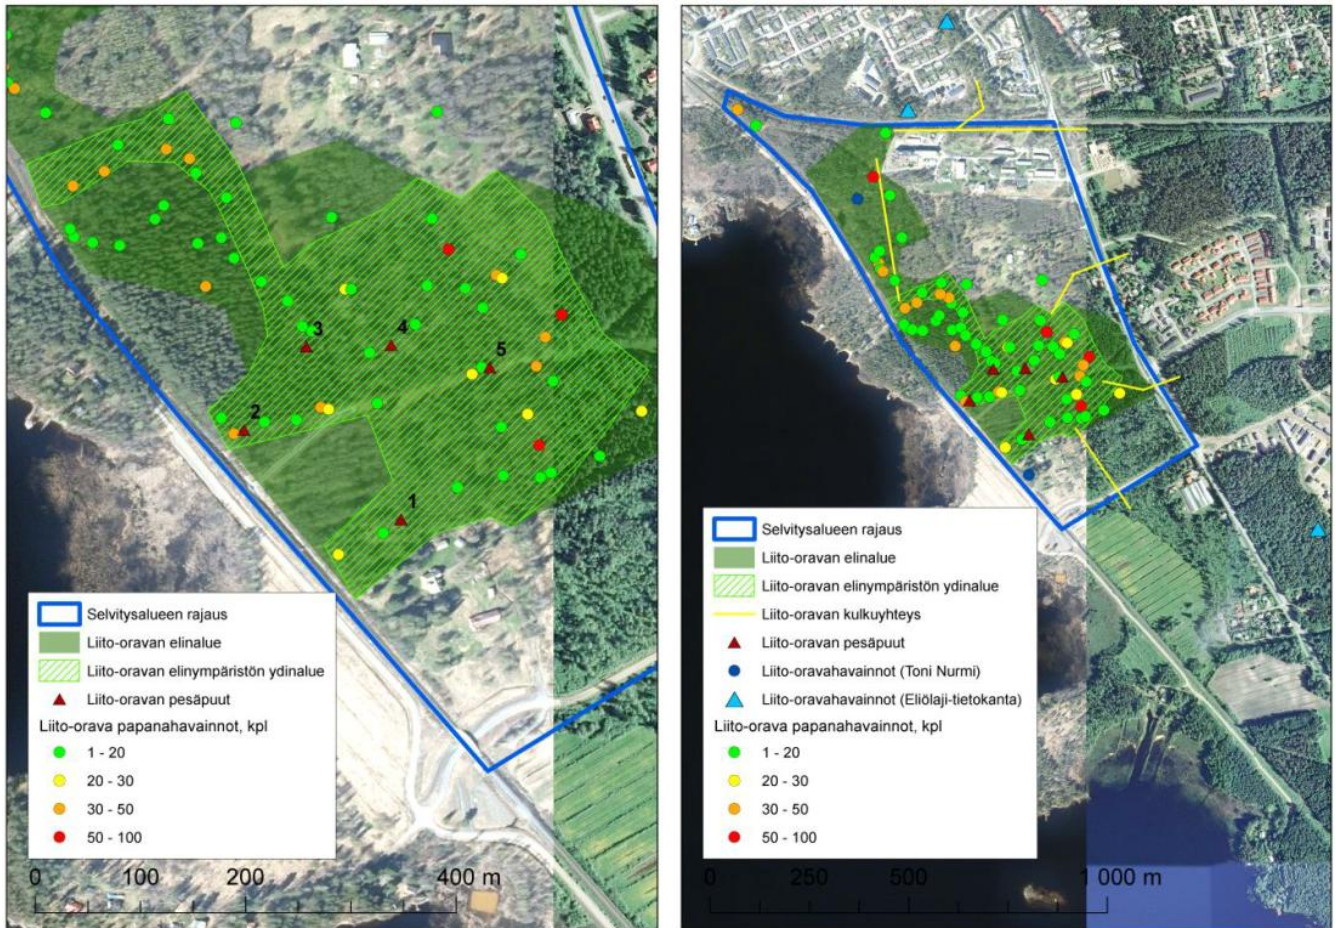 3
4
5
2
1
Selvitysalueen rajaus
Liito-oravan elinalue
Liito-oravan elinympäristön ydinalue
Liito-oravan pesäpuut
Liito-orava papanahavainnot, kpl
1 - 20
20 - 30
30 - 50
50 - 100
0 100 200 400 m
Selvitysalueen rajaus
Liito-oravan elinalue
Liito-oravan elinympäristön ydinalue
Liito-oravan kulkuyhteys
Liito-oravan pesäpuut
Liito-oravahavainnot (Toni Nurmi)
Liito-oravahavainnot (Eliölaji-tietokanta)
Liito-orava papanahavainnot, kpl
1 - 20
20 - 30
30 - 50
50 - 100
0 250 500 1 000 m